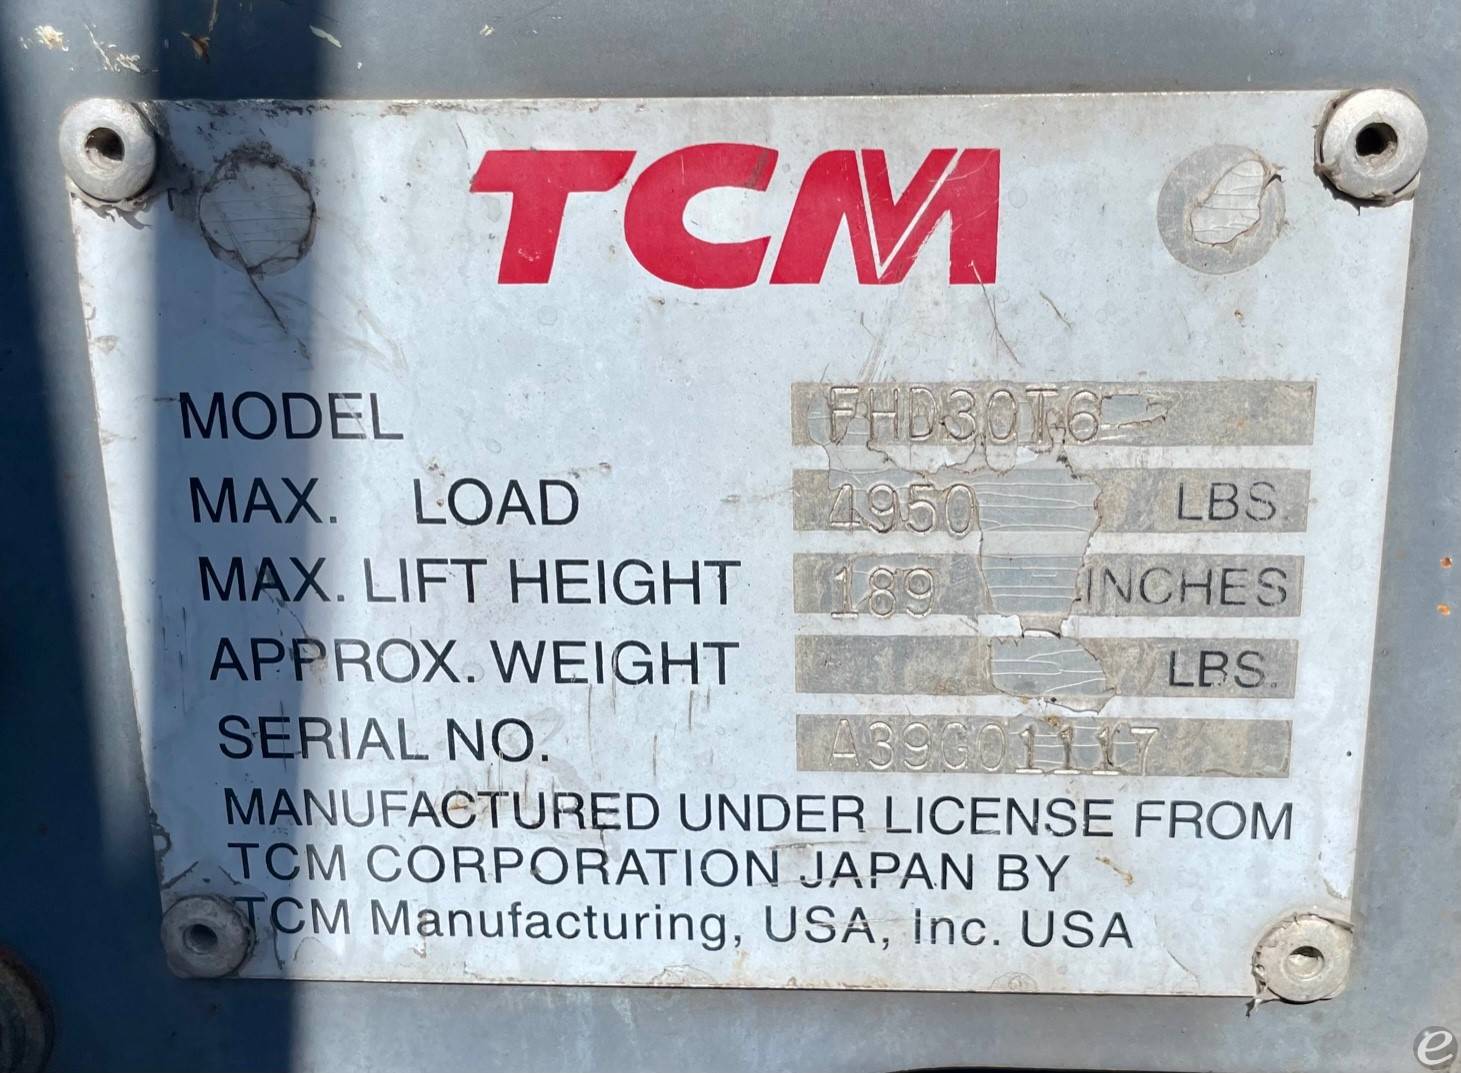 TCM
MODEL FHD30T6
MAX. LOAD 4950 LBS.
MAX. LIFT HEIGHT 189 INCHES
APPROX. WEIGHT LBS.
SERIAL NO. A39G01117
MANUFACTURED UNDER LICENSE FROM
TCM CORPORATION JAPAN BY
TCM Manufacturing, USA, Inc. USA
e